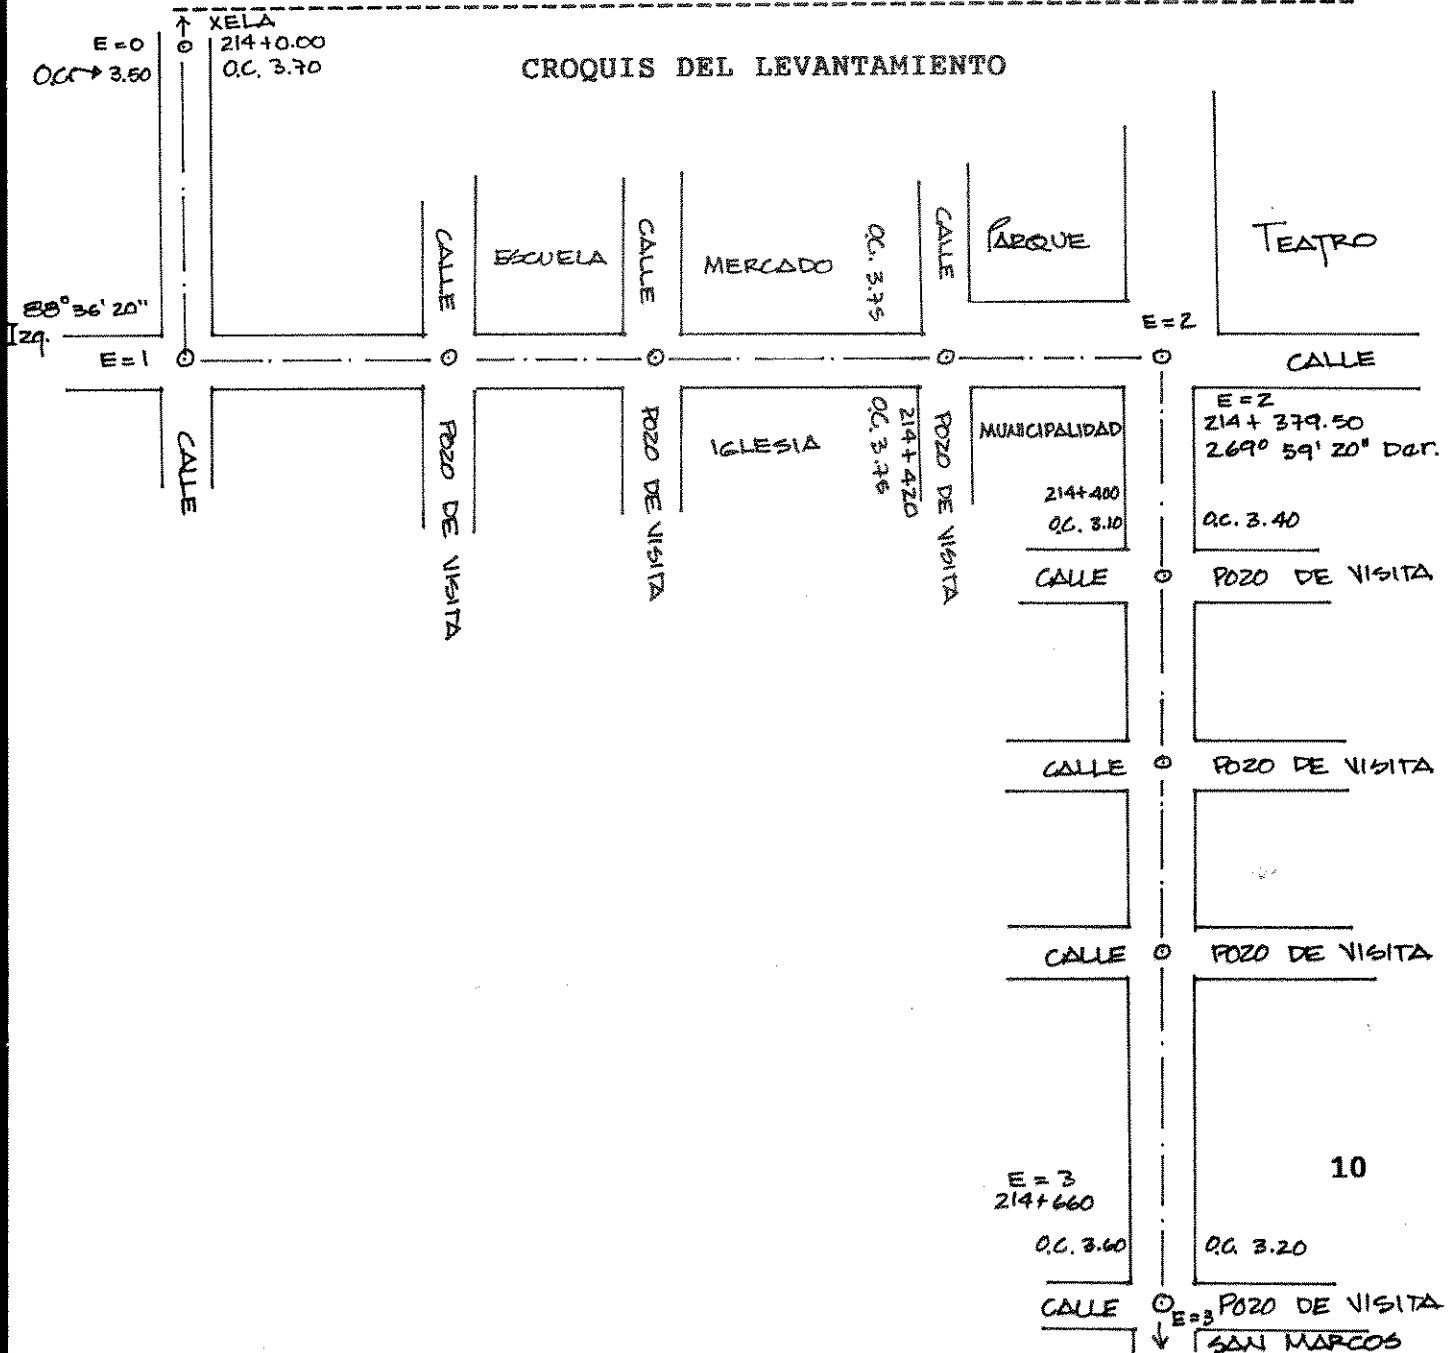 XELA
E=0
214+0.00
O.C. 3.50
O.C. 3.70
CROQUIS DEL LEVANTAMIENTO
CALLE
ESCUELA
CALLE
MERCADO
O.C. 3.75
CALLE
PARQUE
TEATRO
88°36'20"
Izq.
E=1
E=2
CALLE
CALLE
POZO DE VISITA
POZO DE VISITA
IGLESIA
O.C. 3.76
214+420
POZO DE VISITA
MUNICIPALIDAD
E=2
214+379.50
269° 59' 20" Der.
214+400
O.C. 3.10
O.C. 3.40
CALLE
POZO DE VISITA
CALLE
POZO DE VISITA
CALLE
POZO DE VISITA
10
E=3
214+660
O.C. 3.60
O.C. 3.20
CALLE
E=3
POZO DE VISITA
SAN MARCOS